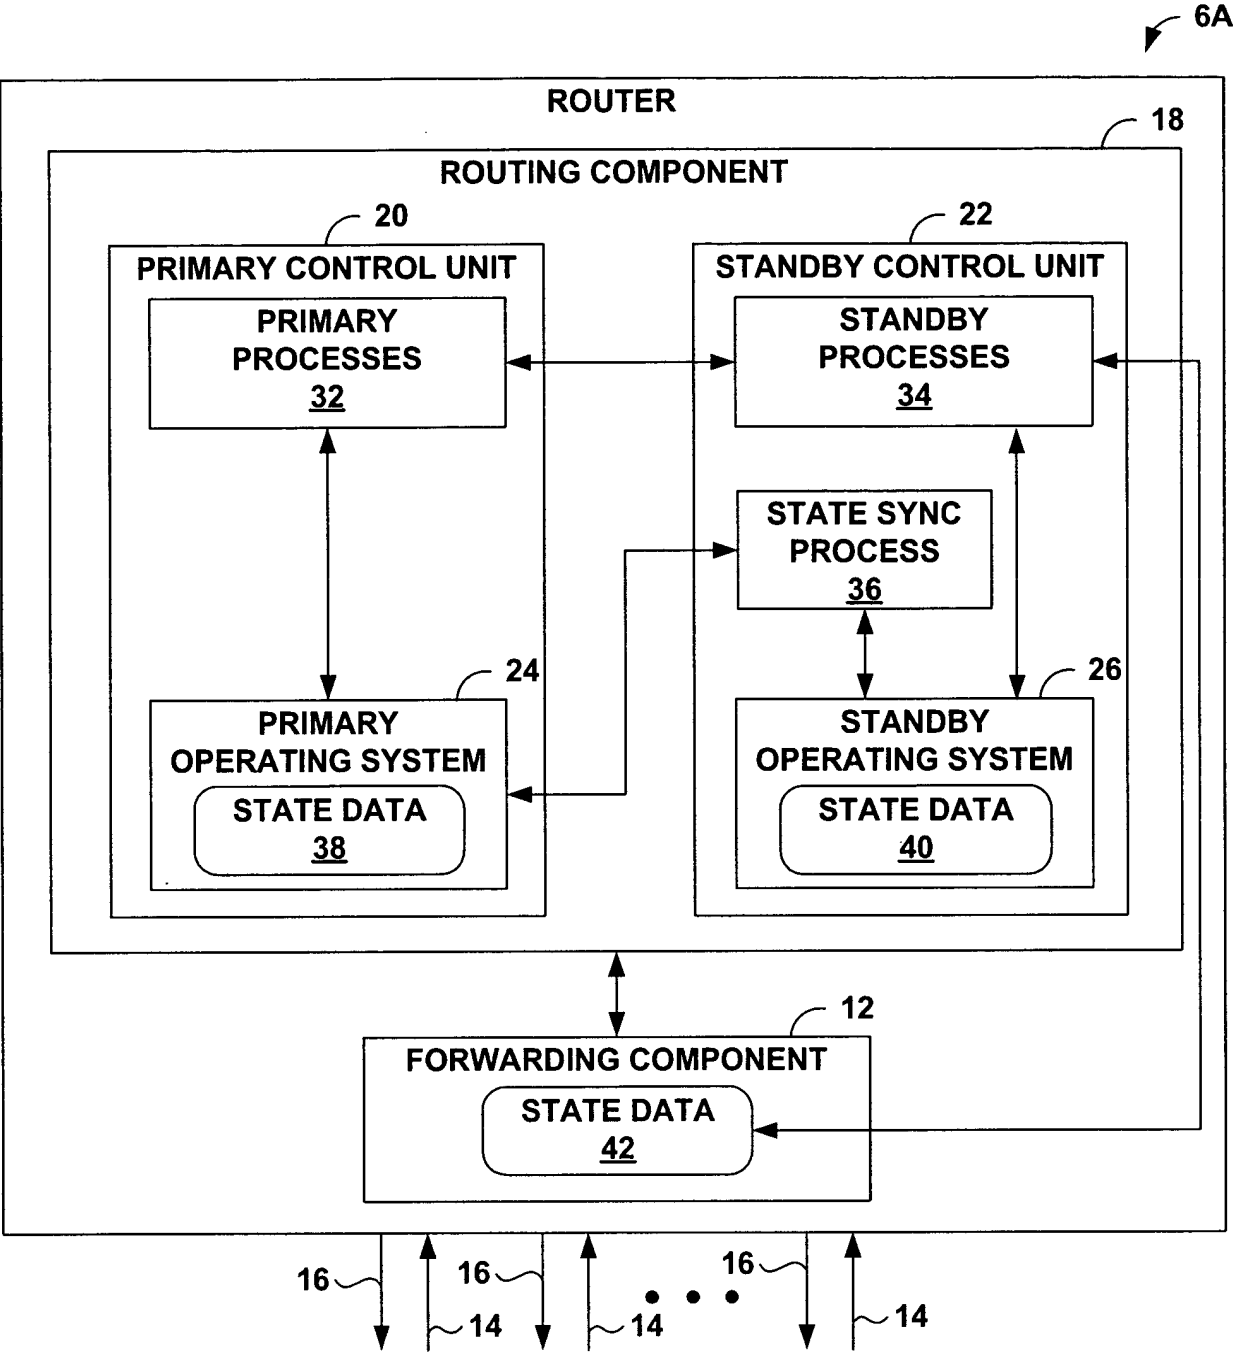 6A
ROUTER
18
ROUTING COMPONENT
20
22
PRIMARY CONTROL UNIT
STANDBY CONTROL UNIT
PRIMARY
PROCESSES
32
STANDBY
PROCESSES
34
STATE SYNC
PROCESS
36
24
26
PRIMARY
OPERATING SYSTEM
STATE DATA
38
STANDBY
OPERATING SYSTEM
STATE DATA
40
12
FORWARDING COMPONENT
STATE DATA
42
16
14
16
14
16
14